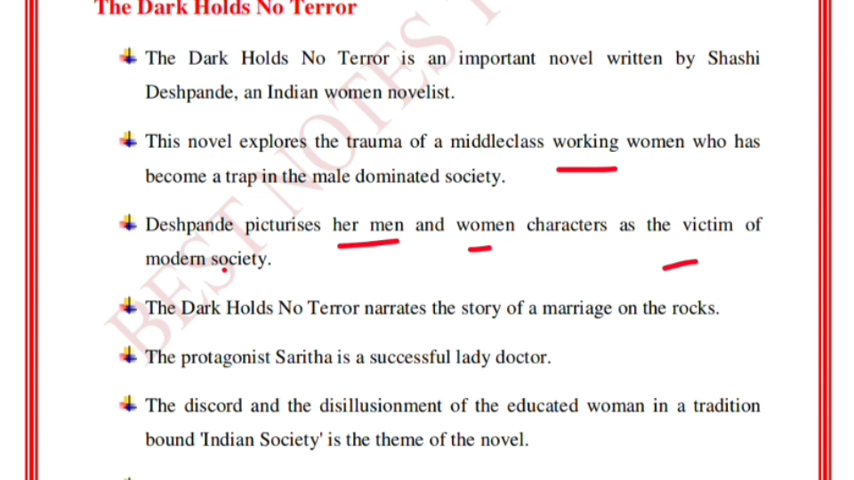 The Dark Holds No Terror
The Dark Holds No Terror is an important novel written by Shashi
Deshpande, an Indian women novelist.
This novel explores the trauma of a middleclass working women who has
become a trap in the male dominated society.
Deshpande picturises her men and women characters as the victim of
modern society.
The Dark Holds No Terror narrates the story of a marriage on the rocks.
The protagonist Saritha is a successful lady doctor.
The discord and the disillusionment of the educated woman in a tradition
bound 'Indian Society' is the theme of the novel.
BEST NOTES